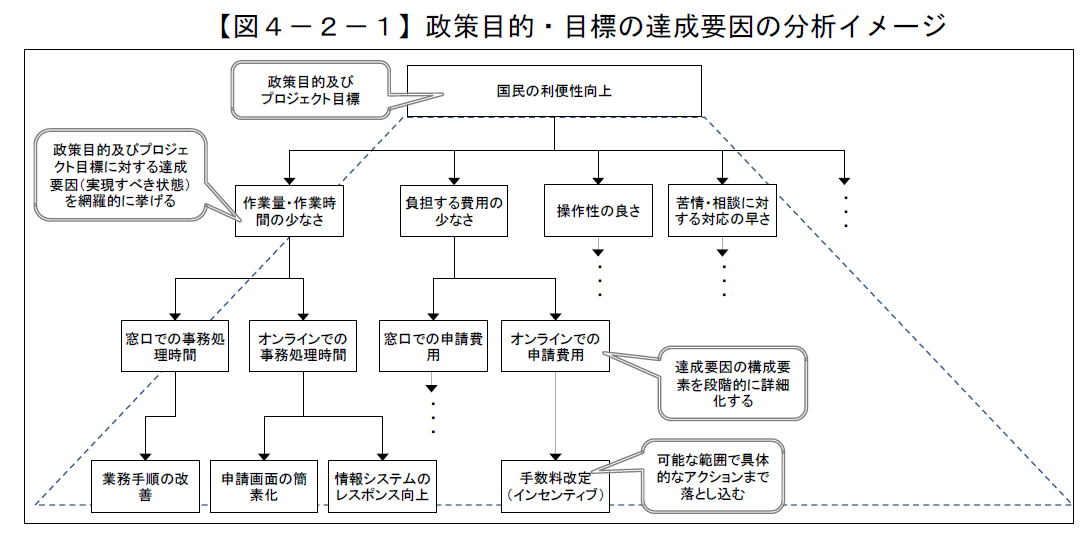 【図4-2-1】政策目的・目標の達成要因の分析イメージ
政策目的及び
プロジェクト目標
国民の利便性向上
政策目的及びプロジェ
クト目標に対する達成
要因(実現すべき状態)
を網羅的に挙げる
作業量・作業時
間の少なさ
負担する費用の
少なさ
操作性の良さ
苦情・相談に対
する対応の早さ
窓口での事務処
理時間
オンラインでの
事務処理時間
窓口での申請費
用
オンラインでの
申請費用
達成要因の構成要
素を段階的に詳細
化する
業務手順の改
善
申請画面の簡
素化
情報システムの
レスポンス向上
手数料改定
(インセンティブ)
可能な範囲で具体
的なアクションまで
落とし込む